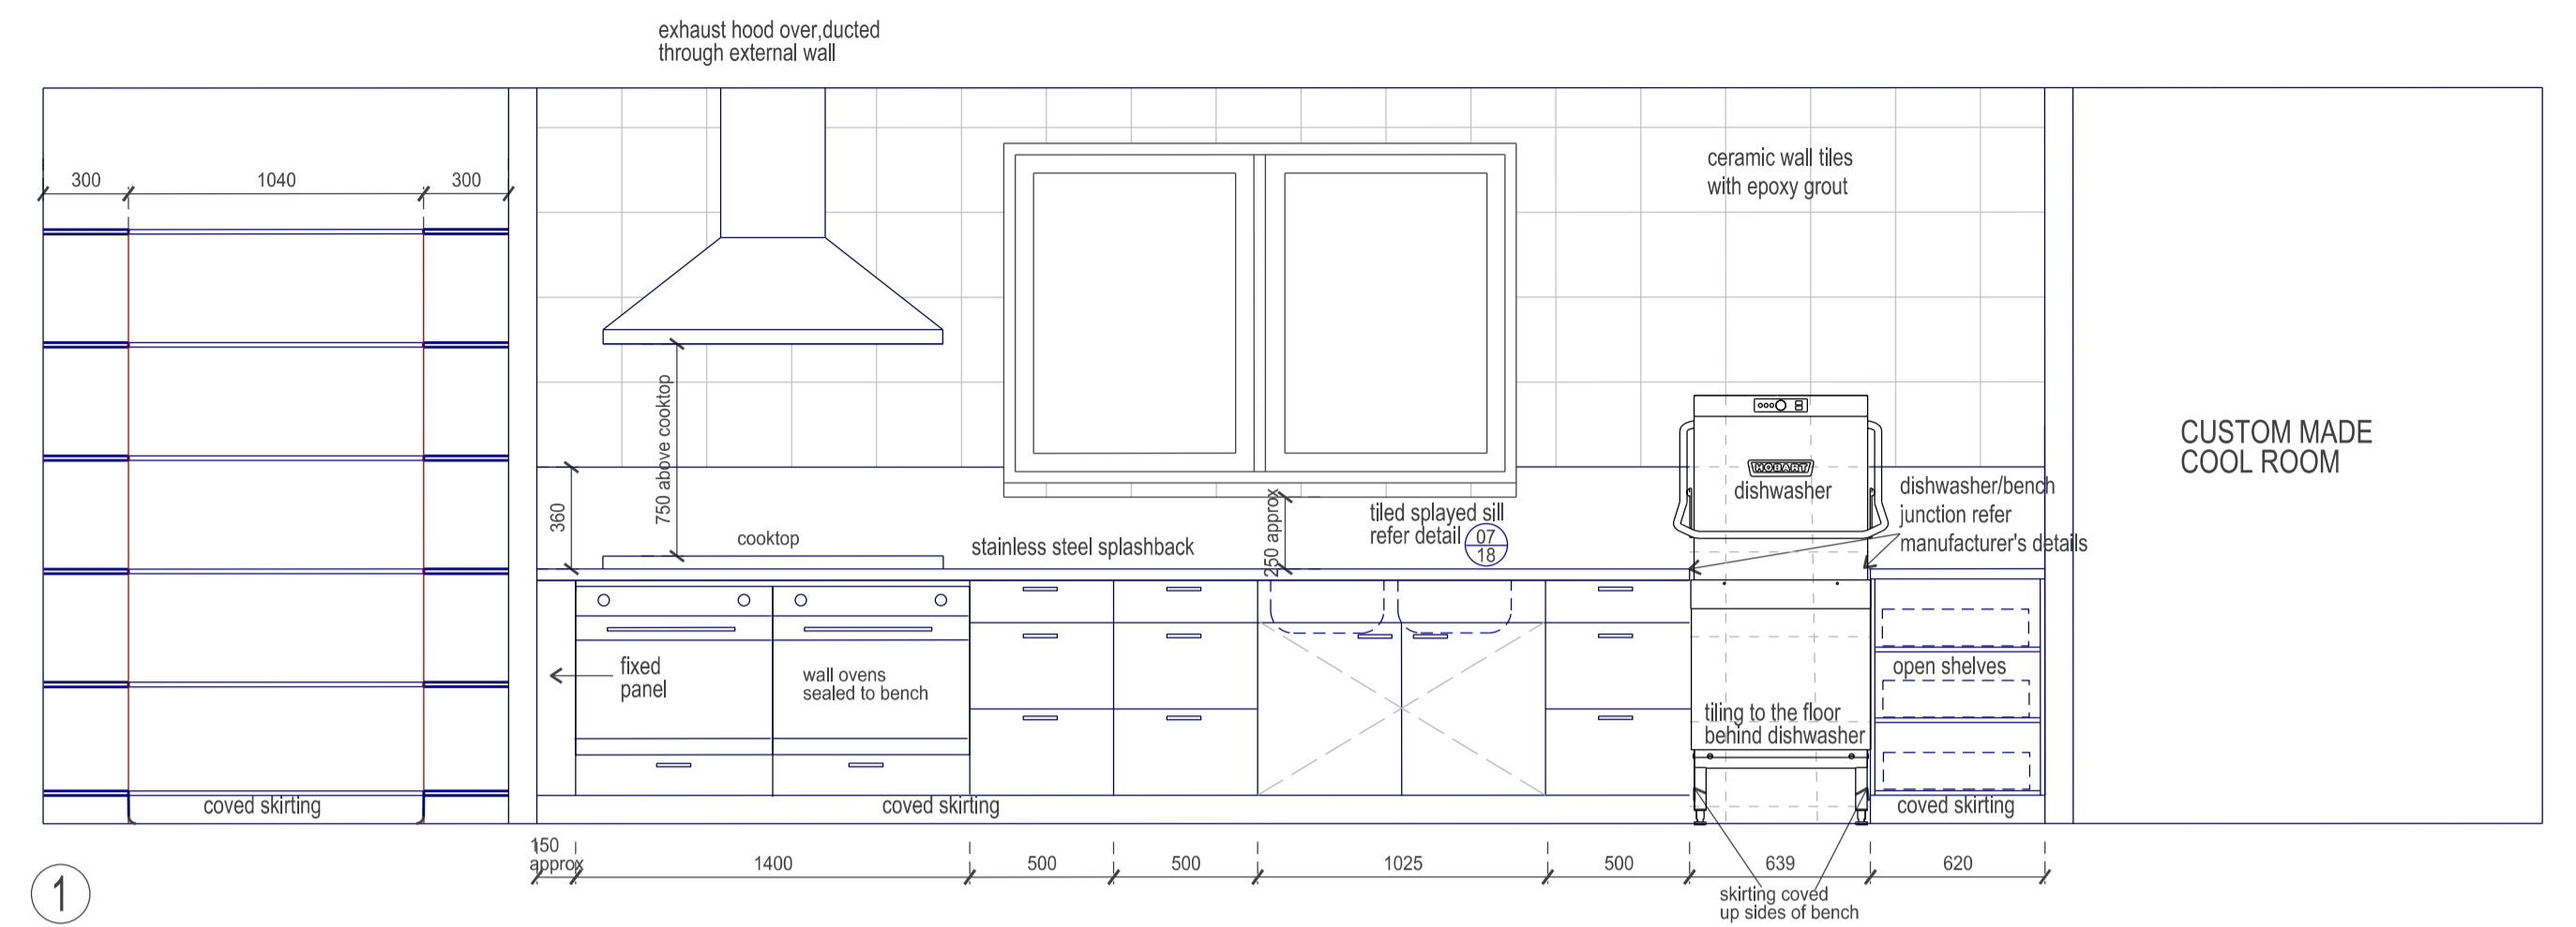 exhaust hood over,ducted
through external wall
300
1040
300
ceramic wall tiles
with epoxy grout
750 above cooktop
360
cooktop
stainless steel splashback
250 approx
tiled splayed sill
refer detail
07
18
HOBART
dishwasher
dishwasher/bench
junction refer
manufacturer's details
CUSTOM MADE
COOL ROOM
fixed
panel
wall ovens
sealed to bench
open shelves
tiling to the floor
behind dishwasher
coved skirting
coved skirting
coved skirting
150
approx
1400
500
500
1025
500
639
620
skirting coved
up sides of bench
1